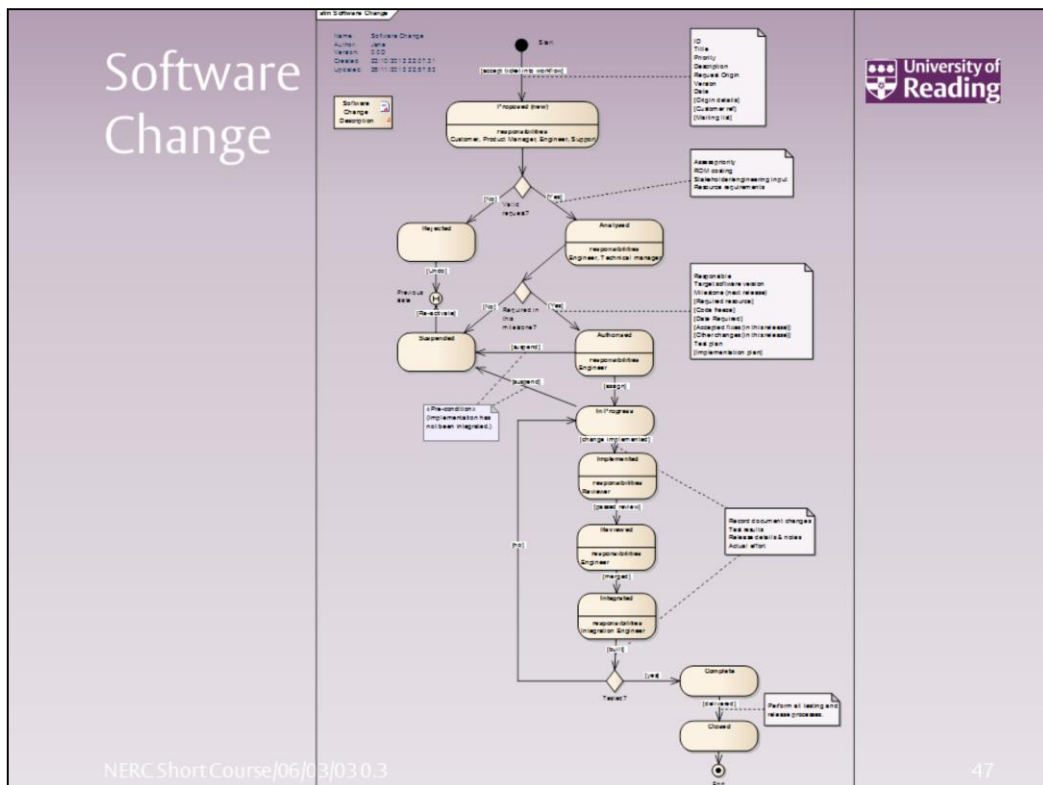 stm Software Change
Software
Change
Name: Software Change
Author: Jane
Version:
Created:
Updated:
Software
Change
Description
Start
[accept ticket into workflow]
ID
Title
Priority
Description
Request Origin
Version
Date
[Origin details]
[Customer ref]
[Mailing list]
University of
Reading
Proposed (new)
responsibilities
Customer, Product Manager, Engineer, Support
Assess priority
ROM costing
Stakeholder/engineering input
Resource requirements
[No]
Valid
request?
[Yes]
Rejected
Analysed
responsibilities
Engineer, Technical manager
[Undo]
Previous
state
H
[Re-activate]
[No]
Required in
this
milestone?
[Yes]
Responsible
Target software version
Milestone (next release)
[Required resource]
[Code freeze]
[Date Required]
[Accepted fixes (in this release)]
[Other changes (in this release)]
Test plan
[Implementation plan]
Suspended
[suspend]
Authorised
responsibilities
Engineer
[suspend]
[assign]
«Pre-condition»
(Implementation has
not been integrated.)
In Progress
[change implemented]
Implemented
responsibilities
Reviewer
[passed review]
Reviewed
responsibilities
Engineer
[merged]
Record document changes
Test results
Release details & notes
Actual effort
[no]
Integrated
responsibilities
Integration Engineer
[built]
Tested?
[yes]
Complete
[delivered]
Perform all testing and
release processes.
Closed
End
NERC Short Course/06/03/03 0.3
47